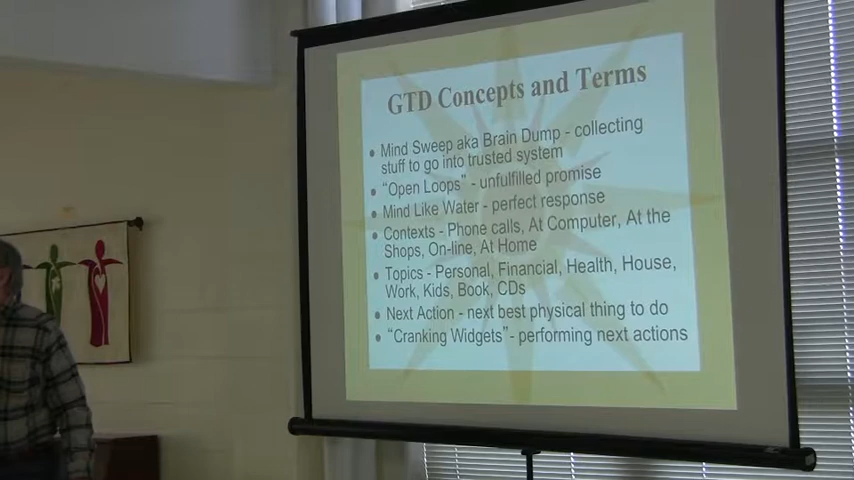 GTD Concepts and Terms
• Mind Sweep aka Brain Dump - collecting
stuff to go into trusted system
• "Open Loops" - unfulfilled promise
• Mind Like Water - perfect response
• Contexts - Phone calls, At Computer, At the
Shops, On-line, At Home
• Topics - Personal, Financial, Health, House,
Work, Kids, Book, CDs
• Next Action - next best physical thing to do
• "Cranking Widgets" - performing next actions